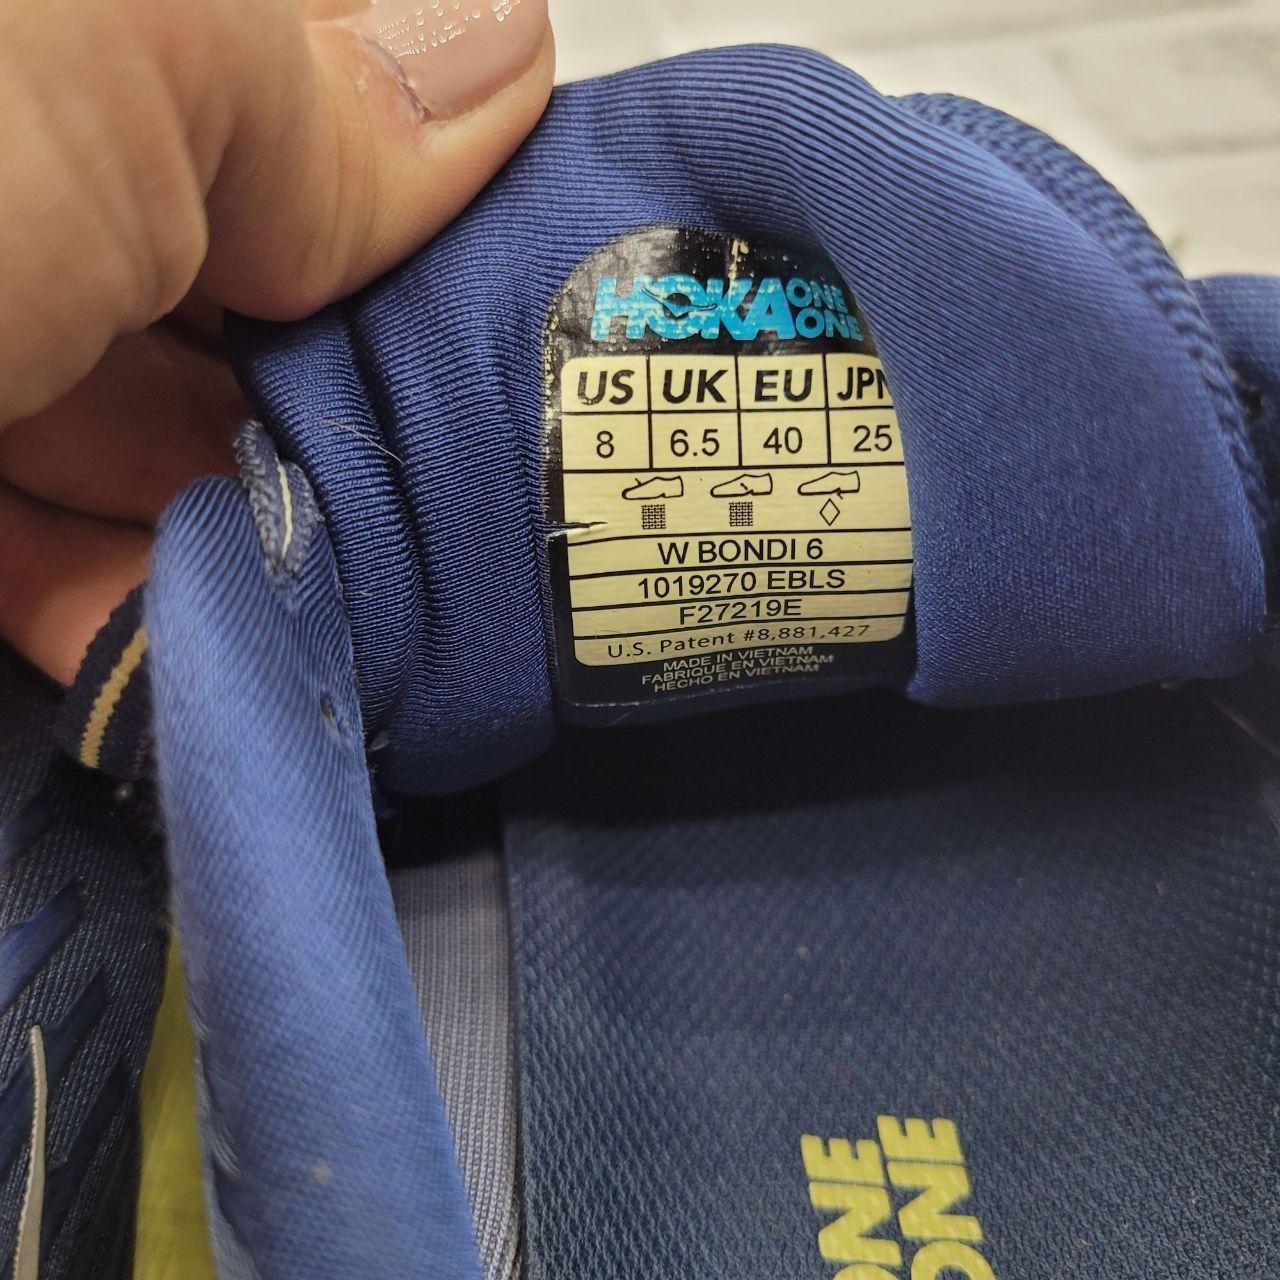 HOKA ONE ONE
US UK EU JPN
8 6.5 40 25
W BONDI 6
1019270 EBLS
F27219E
U.S. Patent #8,881,427
MADE IN VIETNAM
FABRIQUE EN VIETNAM
HECHO EN VIETNAM
ONE
ONE